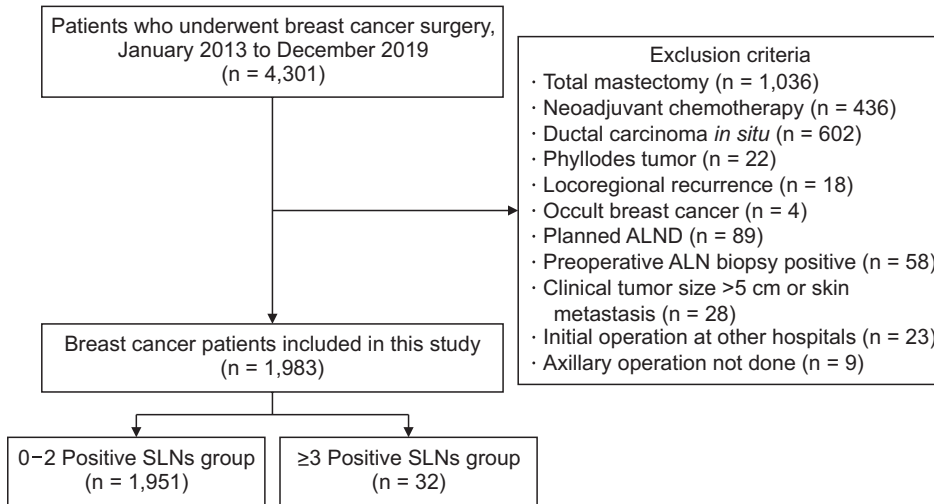 Patients who underwent breast cancer surgery,
January 2013 to December 2019
(n = 4,301)
Exclusion criteria
· Total mastectomy (n = 1,036)
· Neoadjuvant chemotherapy (n = 436)
· Ductal carcinoma in situ (n = 602)
· Phyllodes tumor (n = 22)
· Locoregional recurrence (n = 18)
· Occult breast cancer (n = 4)
· Planned ALND (n = 89)
· Preoperative ALN biopsy positive (n = 58)
· Clinical tumor size >5 cm or skin
metastasis (n = 28)
· Initial operation at other hospitals (n = 23)
· Axillary operation not done (n = 9)
Breast cancer patients included in this study
(n = 1,983)
0−2 Positive SLNs group
(n = 1,951)
≥3 Positive SLNs group
(n = 32)